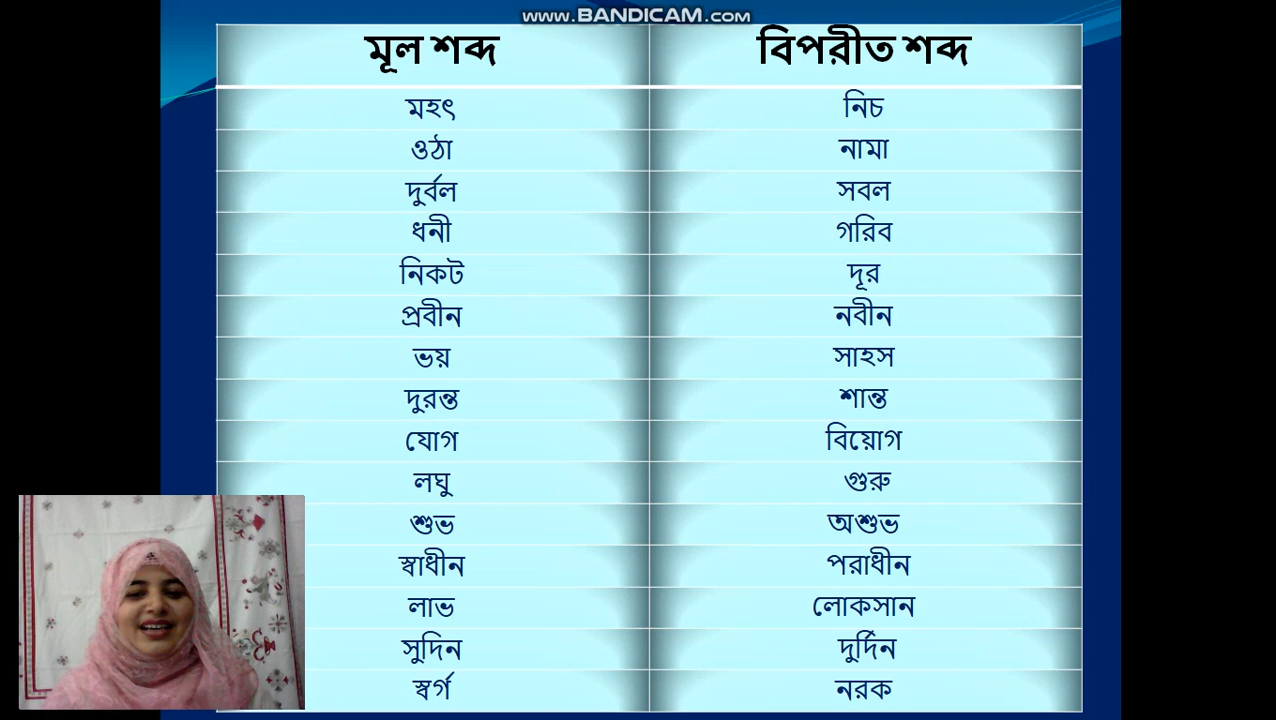 www.BANDICAM.com
মূল শব্দ বিপরীত শব্দ
মহৎ নিচ
ওঠা নামা
দুর্বল সবল
ধনী গরিব
নিকট দূর
প্রবীন নবীন
ভয় সাহস
দুরন্ত শান্ত
যোগ বিয়োগ
লঘু গুরু
শুভ অশুভ
স্বাধীন পরাধীন
লাভ লোকসান
সুদিন দুর্দিন
স্বর্গ নরক